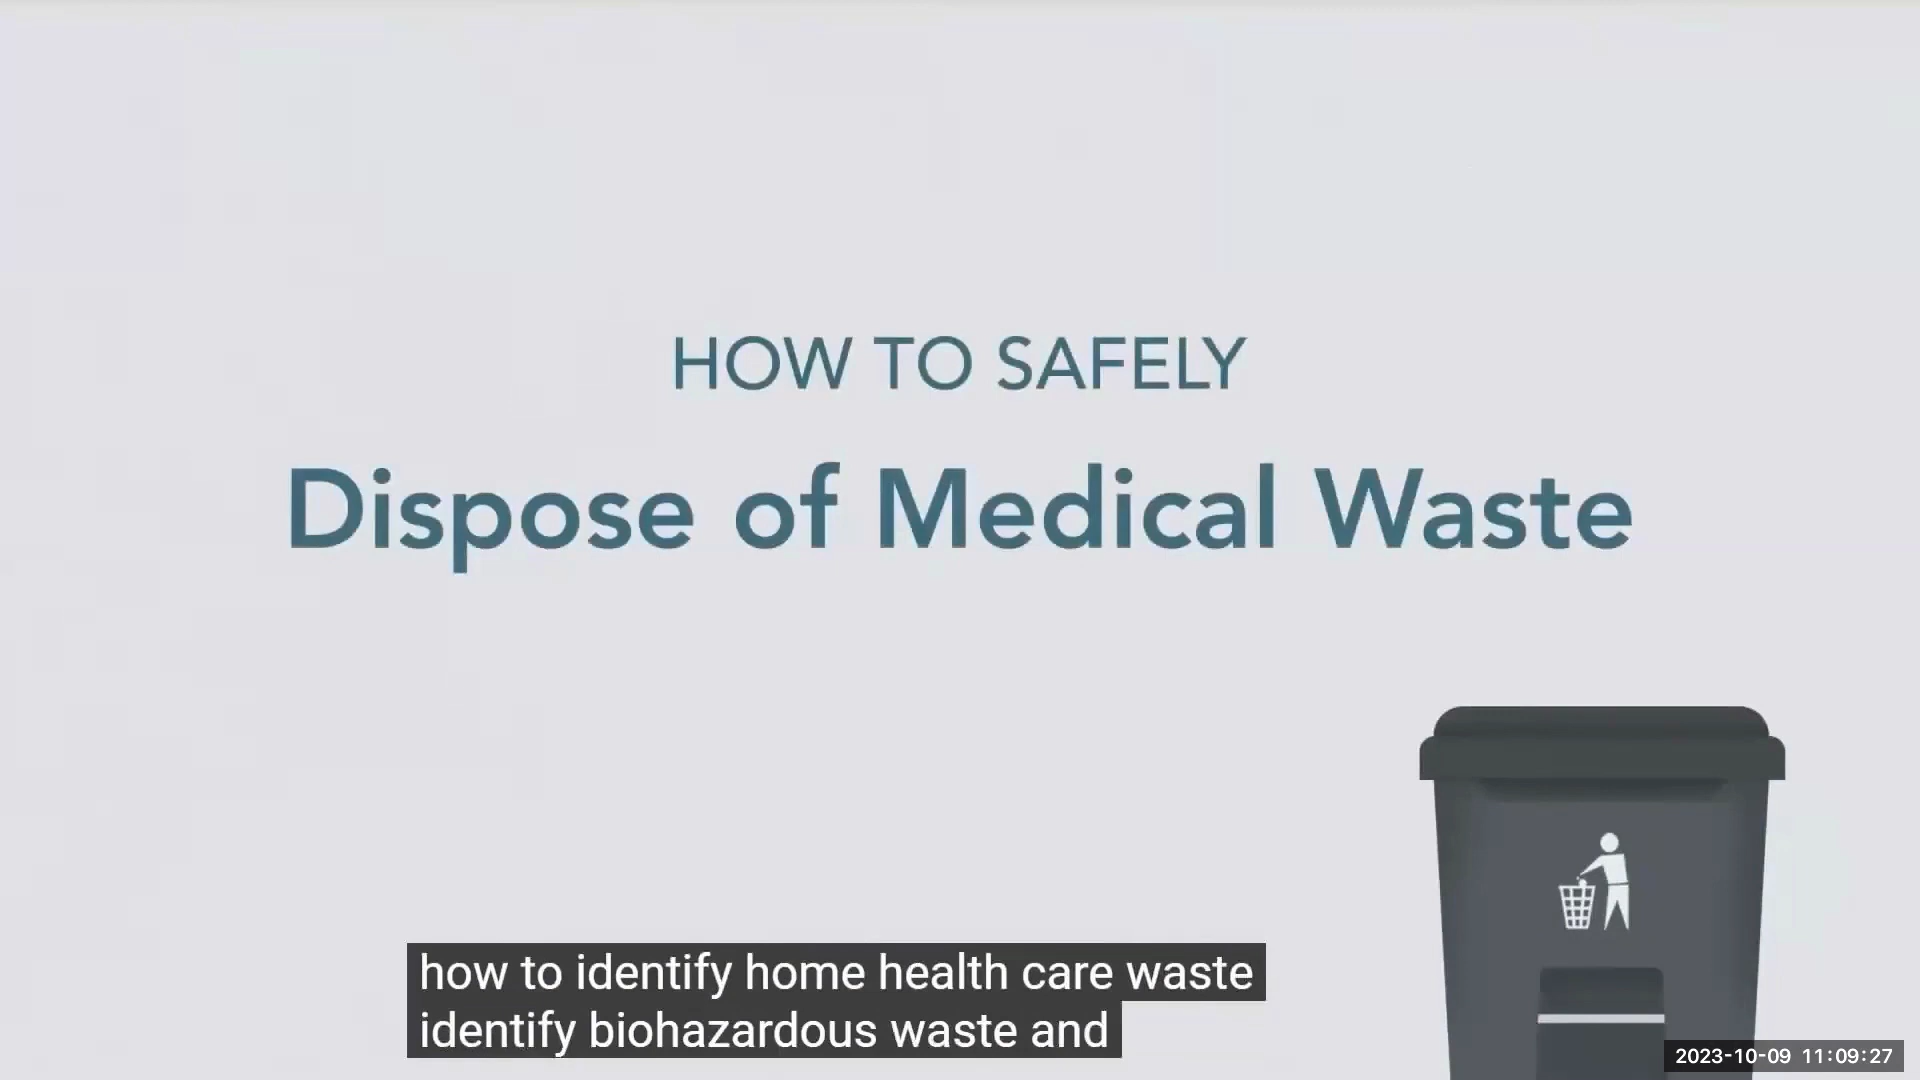 HOW TO SAFELY
Dispose of Medical Waste
how to identify home health care waste
identify biohazardous waste and
2023-10-09 11:09:27